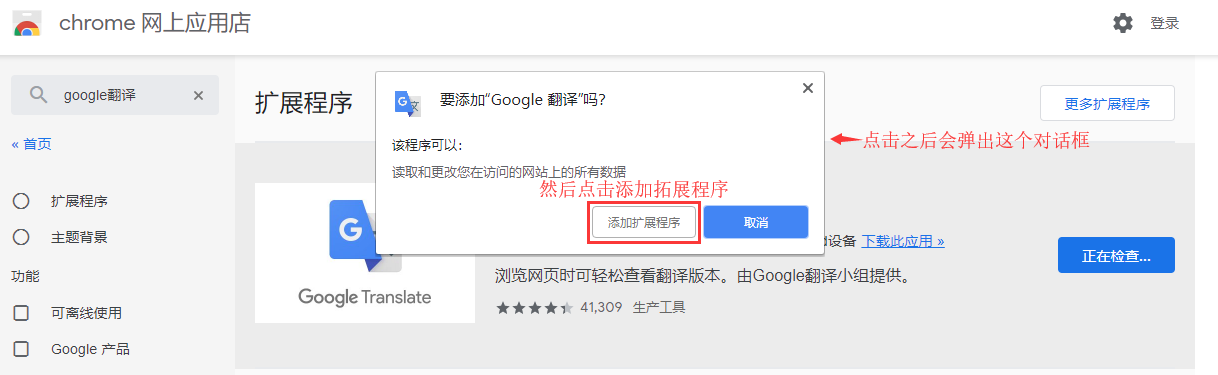 chrome 网上应用店
登录
google翻译
« 首页
扩展程序
主题背景
功能
可离线使用
Google 产品
扩展程序
更多扩展程序
要添加“Google 翻译”吗?
该程序可以:
读取和更改您在访问的网站上的所有数据
然后点击添加拓展程序
添加扩展程序
取消
点击之后会弹出这个对话框
设备 下载此应用 »
正在检查...
浏览网页时可轻松查看翻译版本。由Google翻译小组提供。
41,309 生产工具
G 文
Google Translate